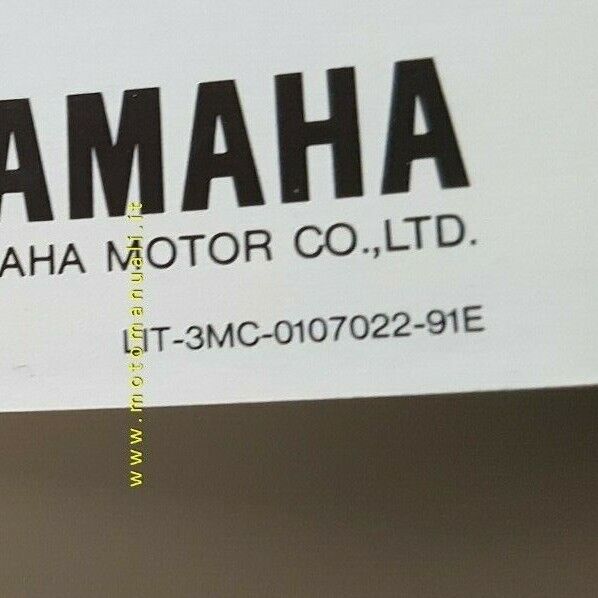 AMAHA
AHA MOTOR CO.,LTD.
LIT-3MC-0107022-91E
www.motomanuali.it